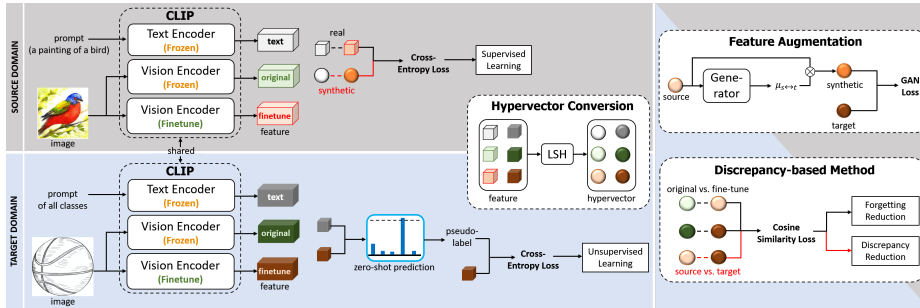 SOURCE DOMAIN
CLIP
prompt
(a painting of a bird)
Text Encoder
(Frozen)
text
Vision Encoder
(Frozen)
original
Vision Encoder
(Finetune)
finetune
feature
image
shared
real
synthetic
Cross-
Entropy Loss
Supervised
Learning
Hypervector Conversion
LSH
feature
hypervector
TARGET DOMAIN
CLIP
prompt
of all classes
Text Encoder
(Frozen)
text
Vision Encoder
(Frozen)
original
Vision Encoder
(Finetune)
finetune
feature
image
zero-shot prediction
pseudo-
label
Cross-
Entropy Loss
Unsupervised
Learning
Feature Augmentation
source
Gene-
rator
μs↔t
synthetic
target
GAN
Loss
Discrepancy-based Method
original vs. fine-tune
source vs. target
Cosine
Similarity Loss
Forgetting
Reduction
Discrepancy
Reduction